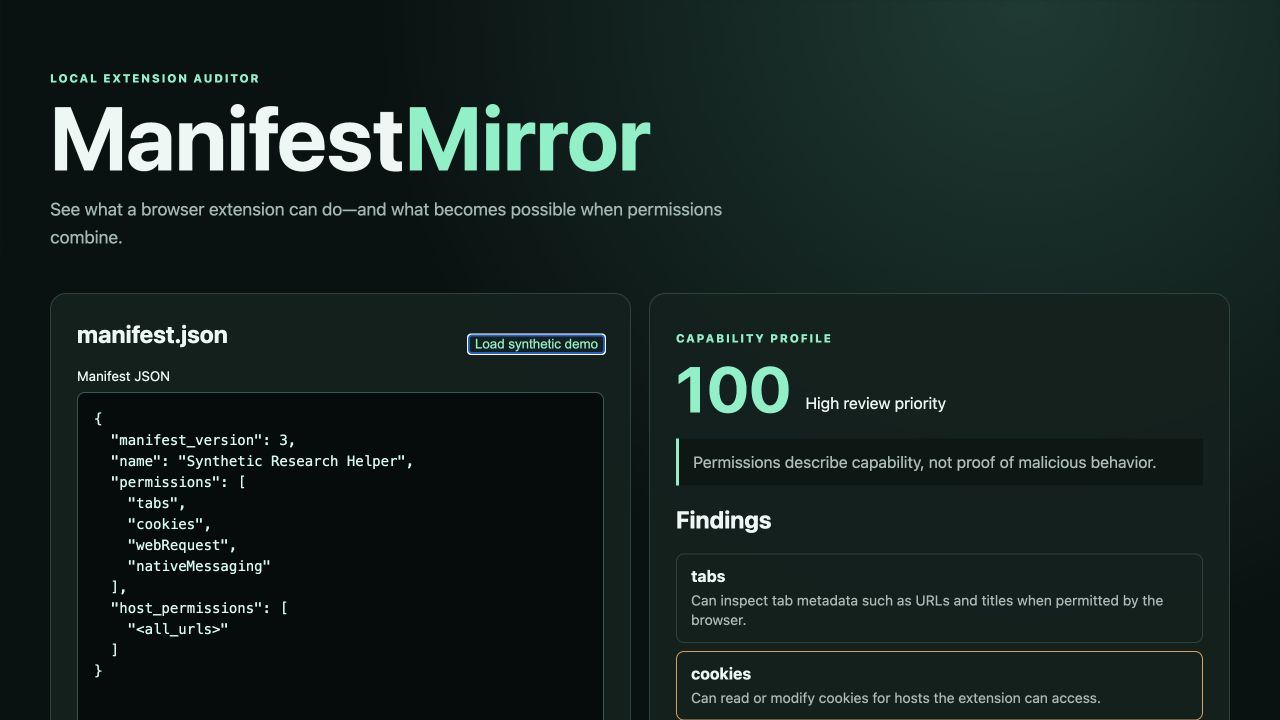 LOCAL EXTENSION AUDITOR
ManifestMirror
See what a browser extension can do—and what becomes possible when permissions
combine.
manifest.json
Load synthetic demo
Manifest JSON
{
  "manifest_version": 3,
  "name": "Synthetic Research Helper",
  "permissions": [
    "tabs",
    "cookies",
    "webRequest",
    "nativeMessaging"
  ],
  "host_permissions": [
    "<all_urls>"
  ]
}
CAPABILITY PROFILE
100 High review priority
Permissions describe capability, not proof of malicious behavior.
Findings
tabs
Can inspect tab metadata such as URLs and titles when permitted by the
browser.
cookies
Can read or modify cookies for hosts the extension can access.